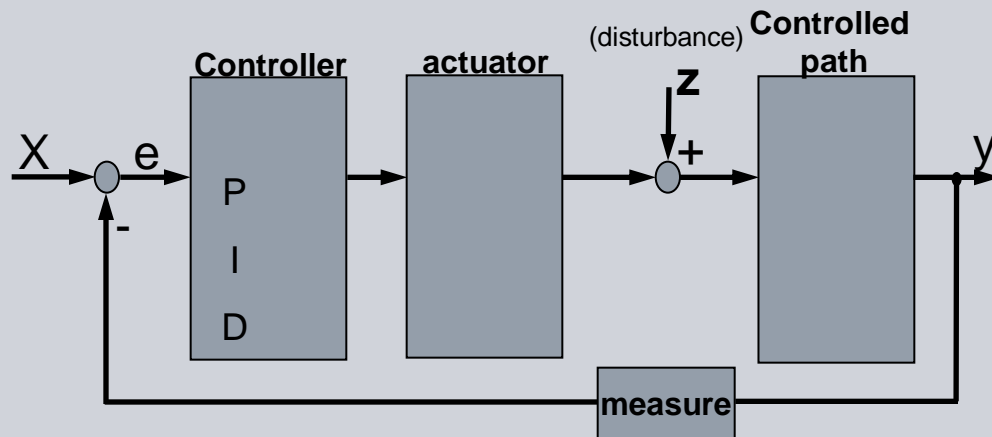 (disturbance)
Controlled
path
Controller
actuator
z
X
e
+
y
-
P
I
D
measure